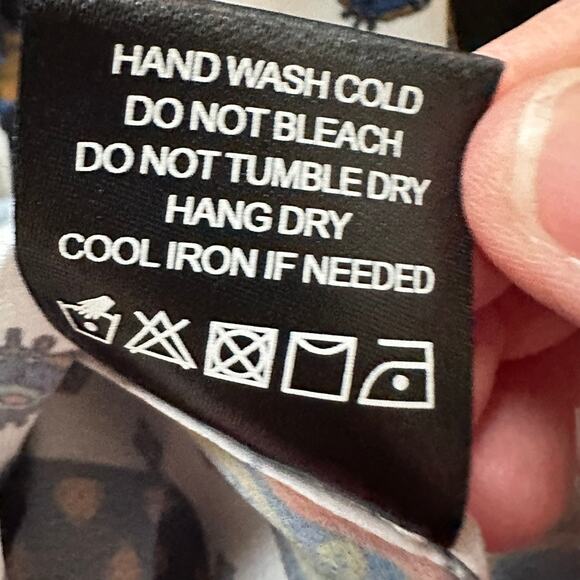 HAND WASH COLD
DO NOT BLEACH
DO NOT TUMBLE DRY
HANG DRY
COOL IRON IF NEEDED